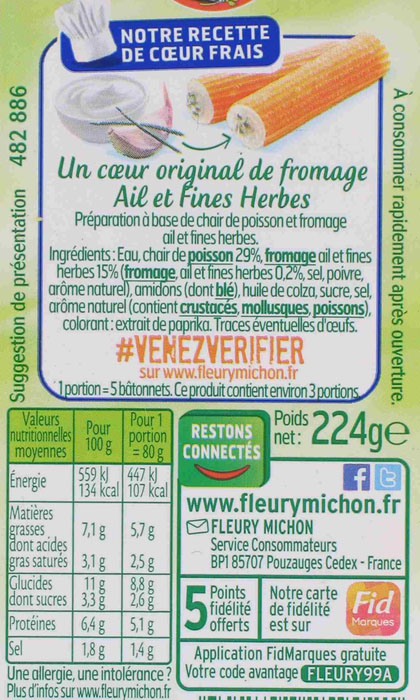 NOTRE RECETTE
DE CŒUR FRAIS
482 886
Suggestion de présentation
À consommer rapidement après ouverture.
Un cœur original de fromage
Ail et Fines Herbes
Préparation à base de chair de poisson et fromage
ail et fines herbes.
Ingrédients : Eau, chair de poisson 29%, fromage ail et fines
herbes 15% (fromage, ail et fines herbes 0,2%, sel, poivre,
arôme naturel), amidons (dont blé), huile de colza, sucre, sel,
arôme naturel (contient crustacés, mollusques, poissons),
colorant : extrait de paprika. Traces éventuelles d'œufs.
#VENEZVERIFIER
sur www.fleurymichon.fr
1 portion = 5 bâtonnets. Ce produit contient environ 3 portions.
Valeurs nutritionnelles moyennes Pour 100 g Pour 1 portion = 80 g
Énergie 559 kJ 134 kcal 447 kJ 107 kcal
Matières grasses 7,1 g 5,7 g
dont acides gras saturés 3,1 g 2,5 g
Glucides 11 g 8,8 g
dont sucres 3,3 g 2,6 g
Protéines 6,4 g 5,1 g
Sel 1,8 g 1,4 g
Une allergie, une intolérance ?
Plus d'infos sur www.fleurymichon.fr
RESTONS
CONNECTÉS
Poids
net : 224g e
www.fleurymichon.fr
FLEURY MICHON
Service Consommateurs
BP1 85707 Pouzauges Cedex - France
5 Points fidélité offerts
Notre carte
de fidélité
est sur
Fid
Marques
Application FidMarques gratuite
Votre code avantage FLEURY99A